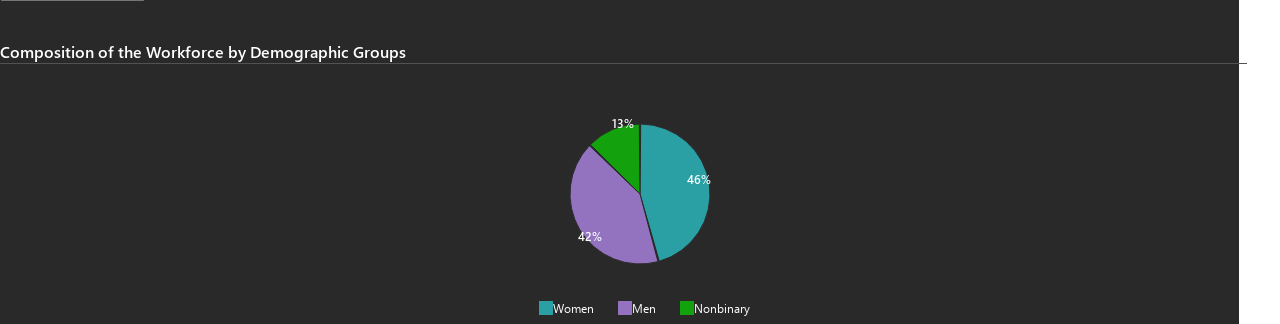 Composition of the Workforce by Demographic Groups
13%
46%
42%
Women Men Nonbinary